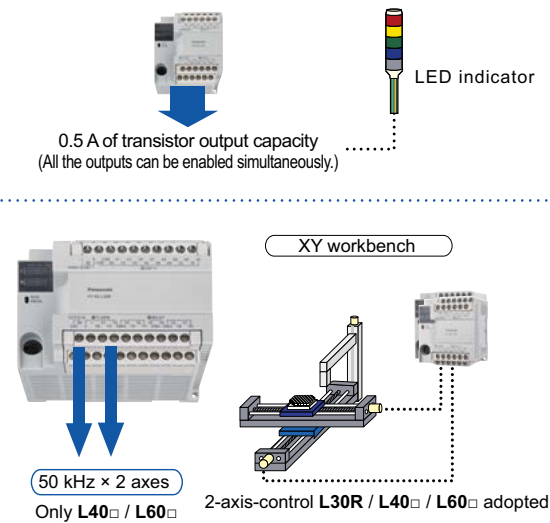 LED indicator
0.5 A of transistor output capacity
(All the outputs can be enabled simultaneously.)
XY workbench
Panasonic
50 kHz × 2 axes
Only L40□ / L60□
2-axis-control L30R / L40□ / L60□ adopted